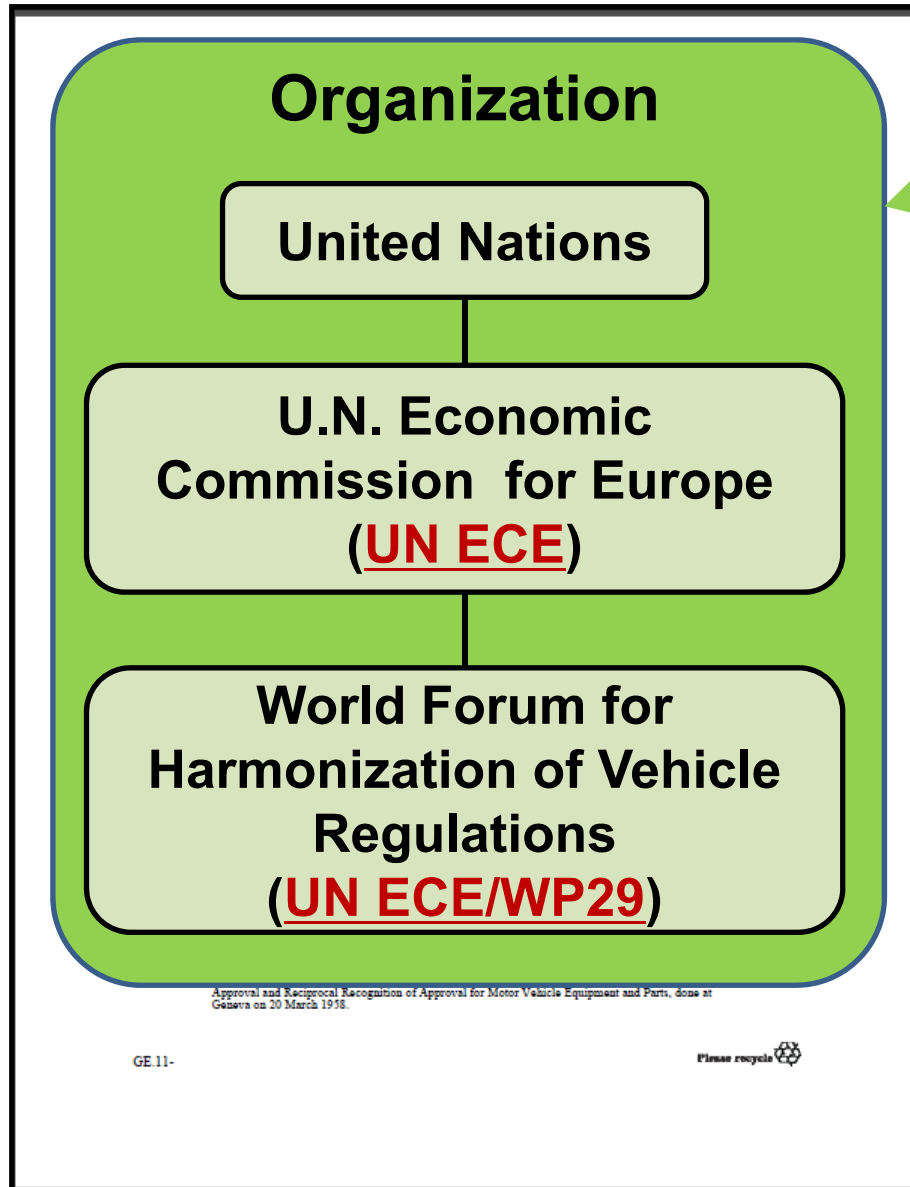 Organization
United Nations
U.N. Economic
Commission  for Europe
(UN ECE)
World Forum for
Harmonization of Vehicle
Regulations
(UN ECE/WP29)
Approval and Reciprocal Recognition of Approval for Motor Vehicle Equipment and Parts, done at
Geneva on 20 March 1958.
GE.11-
Please recycle